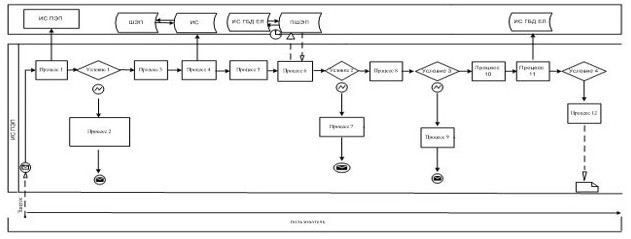 ИС ПЭП
ШЭП
ИС
ИС ГБД ЕЛ
ПШЭП
ИС ГБД ЕЛ
Процесс 1
Условие 1
Процесс 3
Процесс 4
Процесс 5
Процесс 6
Условие 2
Процесс 8
Условие 3
Процесс
10
Процесс
11
Условие 4
Процесс 2
Процесс 7
Процесс 9
Процесс 12
ИС ПЭП
пользователь